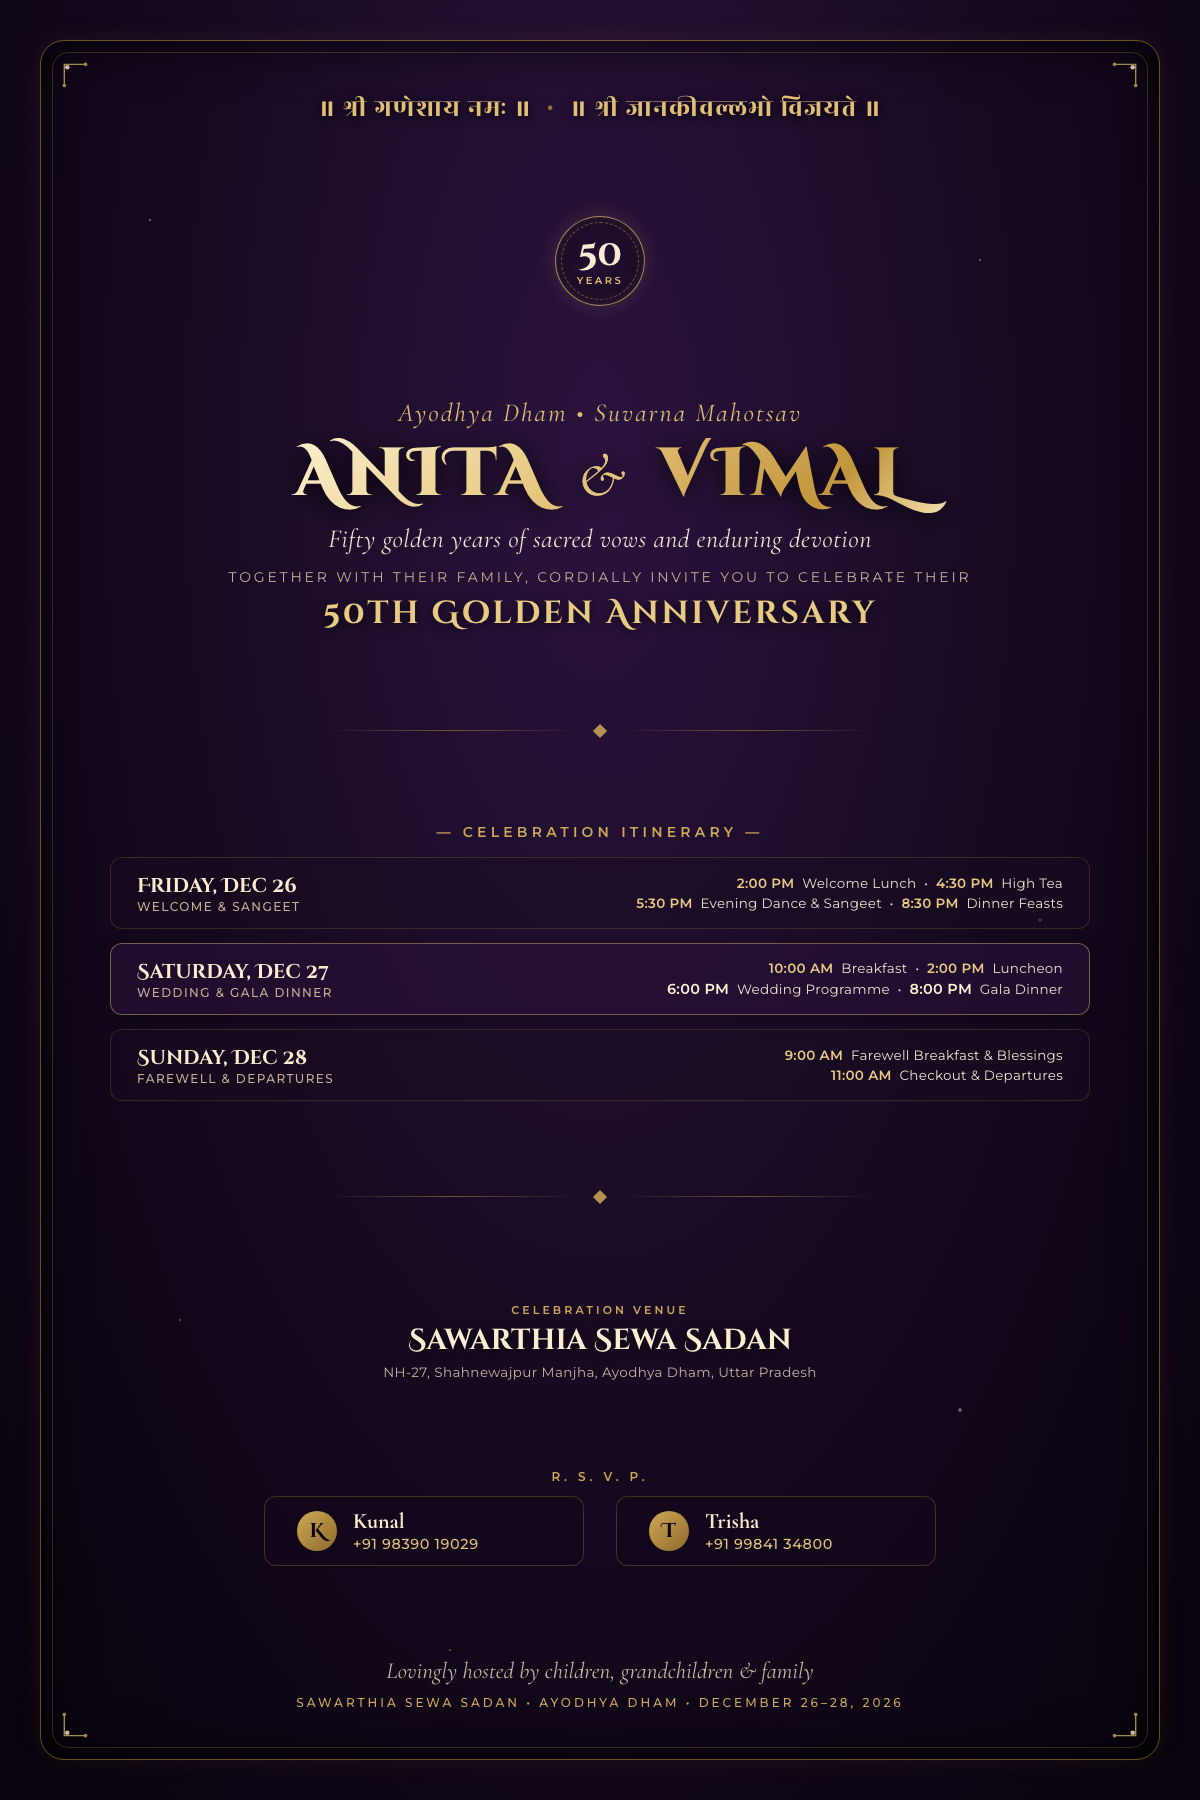 ॥ श्री गणेशाय नमः ॥ • ॥ श्री जानकीवल्लभो विजयते ॥
50
YEARS
Ayodhya Dham • Suvarna Mahotsav
ANITA & VIMAL
Fifty golden years of sacred vows and enduring devotion
TOGETHER WITH THEIR FAMILY, CORDIALLY INVITE YOU TO CELEBRATE THEIR
50TH GOLDEN ANNIVERSARY
— CELEBRATION ITINERARY —
FRIDAY, DEC 26
WELCOME & SANGEET
2:00 PM Welcome Lunch • 4:30 PM High Tea
5:30 PM Evening Dance & Sangeet • 8:30 PM Dinner Feasts
SATURDAY, DEC 27
WEDDING & GALA DINNER
10:00 AM Breakfast • 2:00 PM Luncheon
6:00 PM Wedding Programme • 8:00 PM Gala Dinner
SUNDAY, DEC 28
FAREWELL & DEPARTURES
9:00 AM Farewell Breakfast & Blessings
11:00 AM Checkout & Departures
CELEBRATION VENUE
SAWARTHIA SEWA SADAN
NH-27, Shahnewajpur Manjha, Ayodhya Dham, Uttar Pradesh
R. S. V. P.
K
Kunal
+91 98390 19029
T
Trisha
+91 99841 34800
Lovingly hosted by children, grandchildren & family
SAWARTHIA SEWA SADAN • AYODHYA DHAM • DECEMBER 26–28, 2026